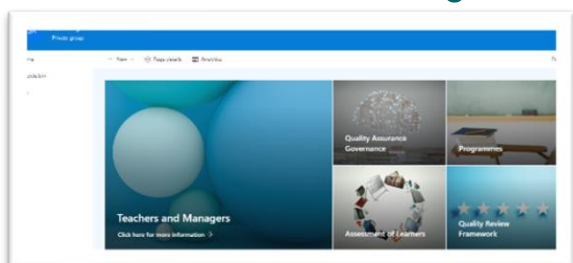 Private group
New
Page details
Analytics
Quality Assurance
Governance
Programmes
Teachers and Managers
Click here for more information
Assessment of Learners
Quality Review
Framework